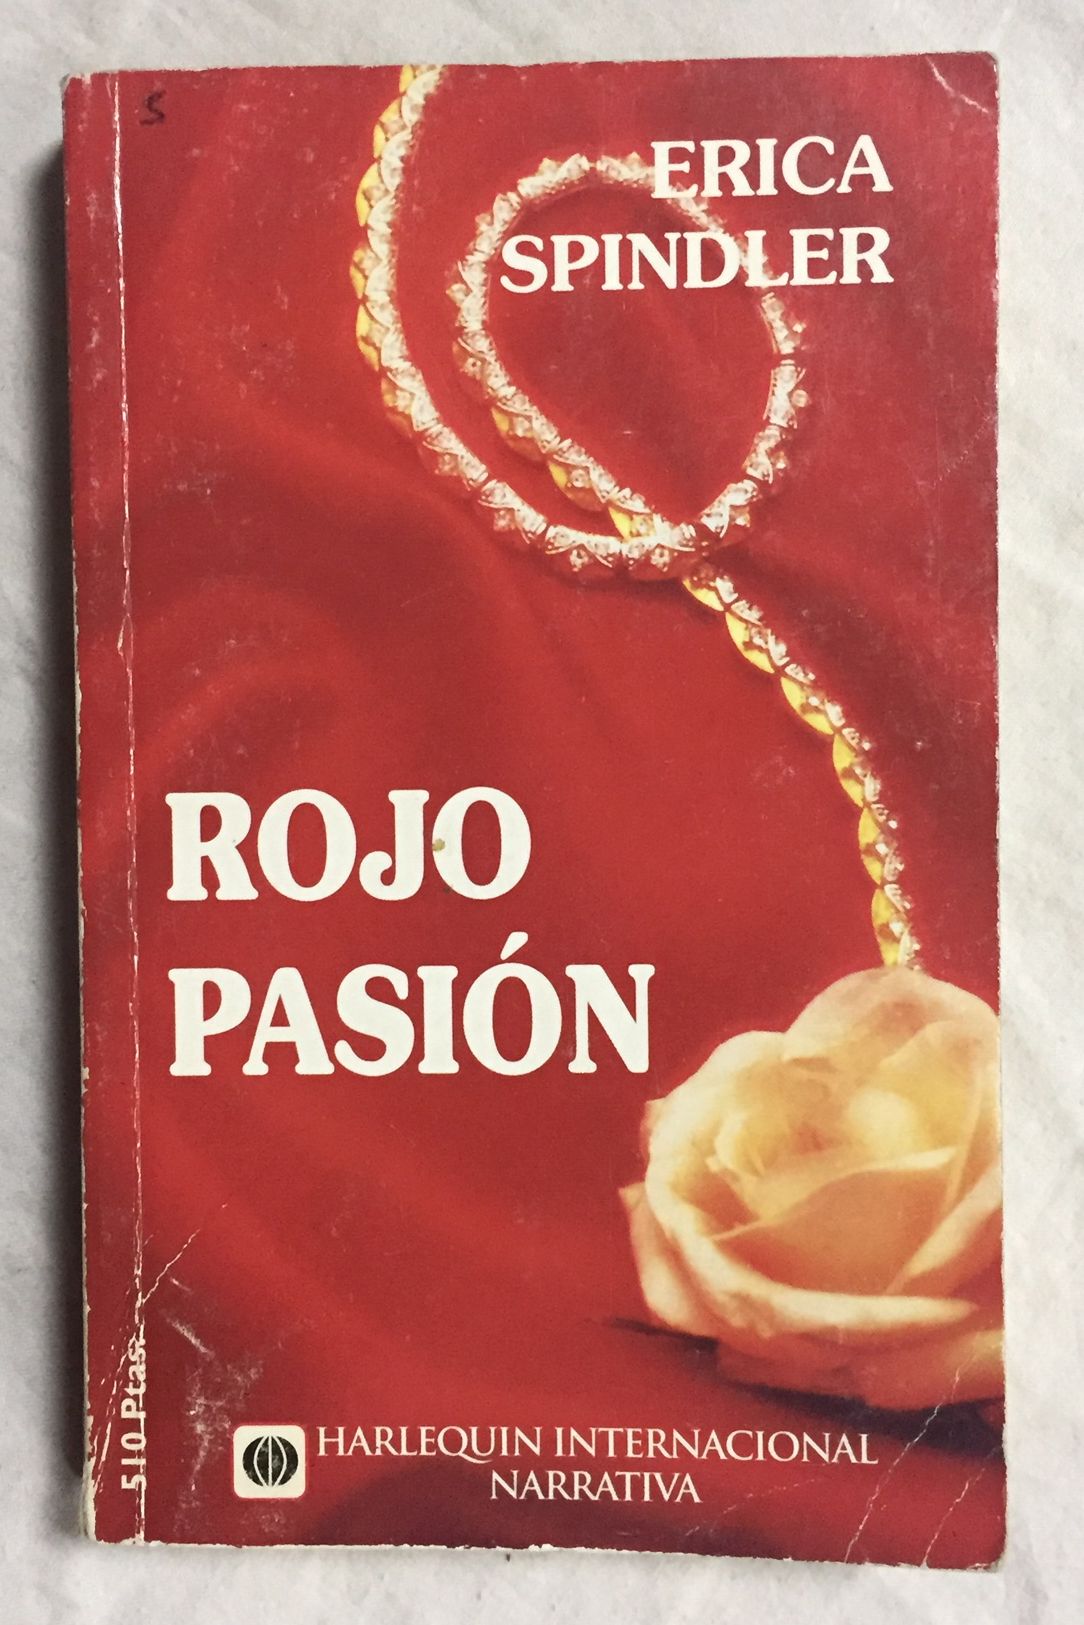 S
ERICA
SPINDLER
ROJO
PASIÓN
510 Ptas.
HARLEQUIN INTERNACIONAL
NARRATIVA